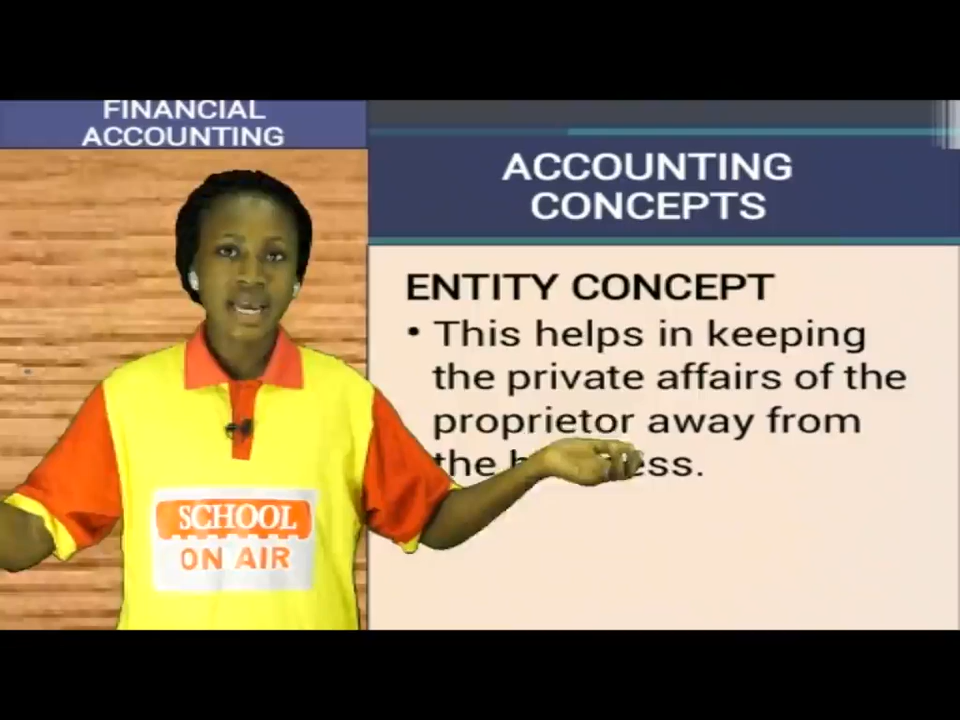 FINANCIAL
ACCOUNTING
ACCOUNTING
CONCEPTS
ENTITY CONCEPT
• This helps in keeping
the private affairs of the
proprietor away from
the
SCHOOL
ON AIR